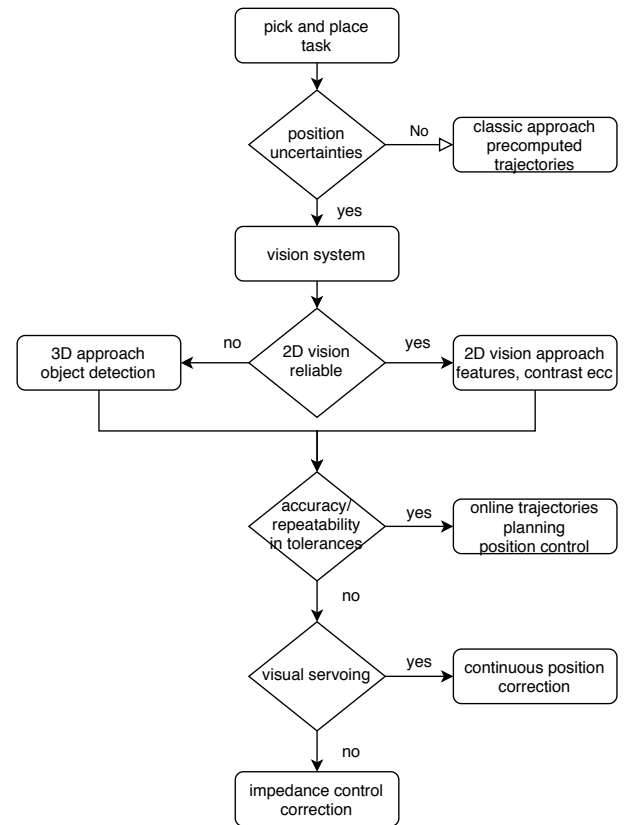 pick and place
task
position
uncertainties
No
classic approach
precomputed
trajectories
yes
vision system
3D approach
object detection
no
2D vision
reliable
yes
2D vision approach
features, contrast ecc
accuracy/
repeatability
in tolerances
yes
online trajectories
planning
position control
no
visual servoing
yes
continuous position
correction
no
impedance control
correction